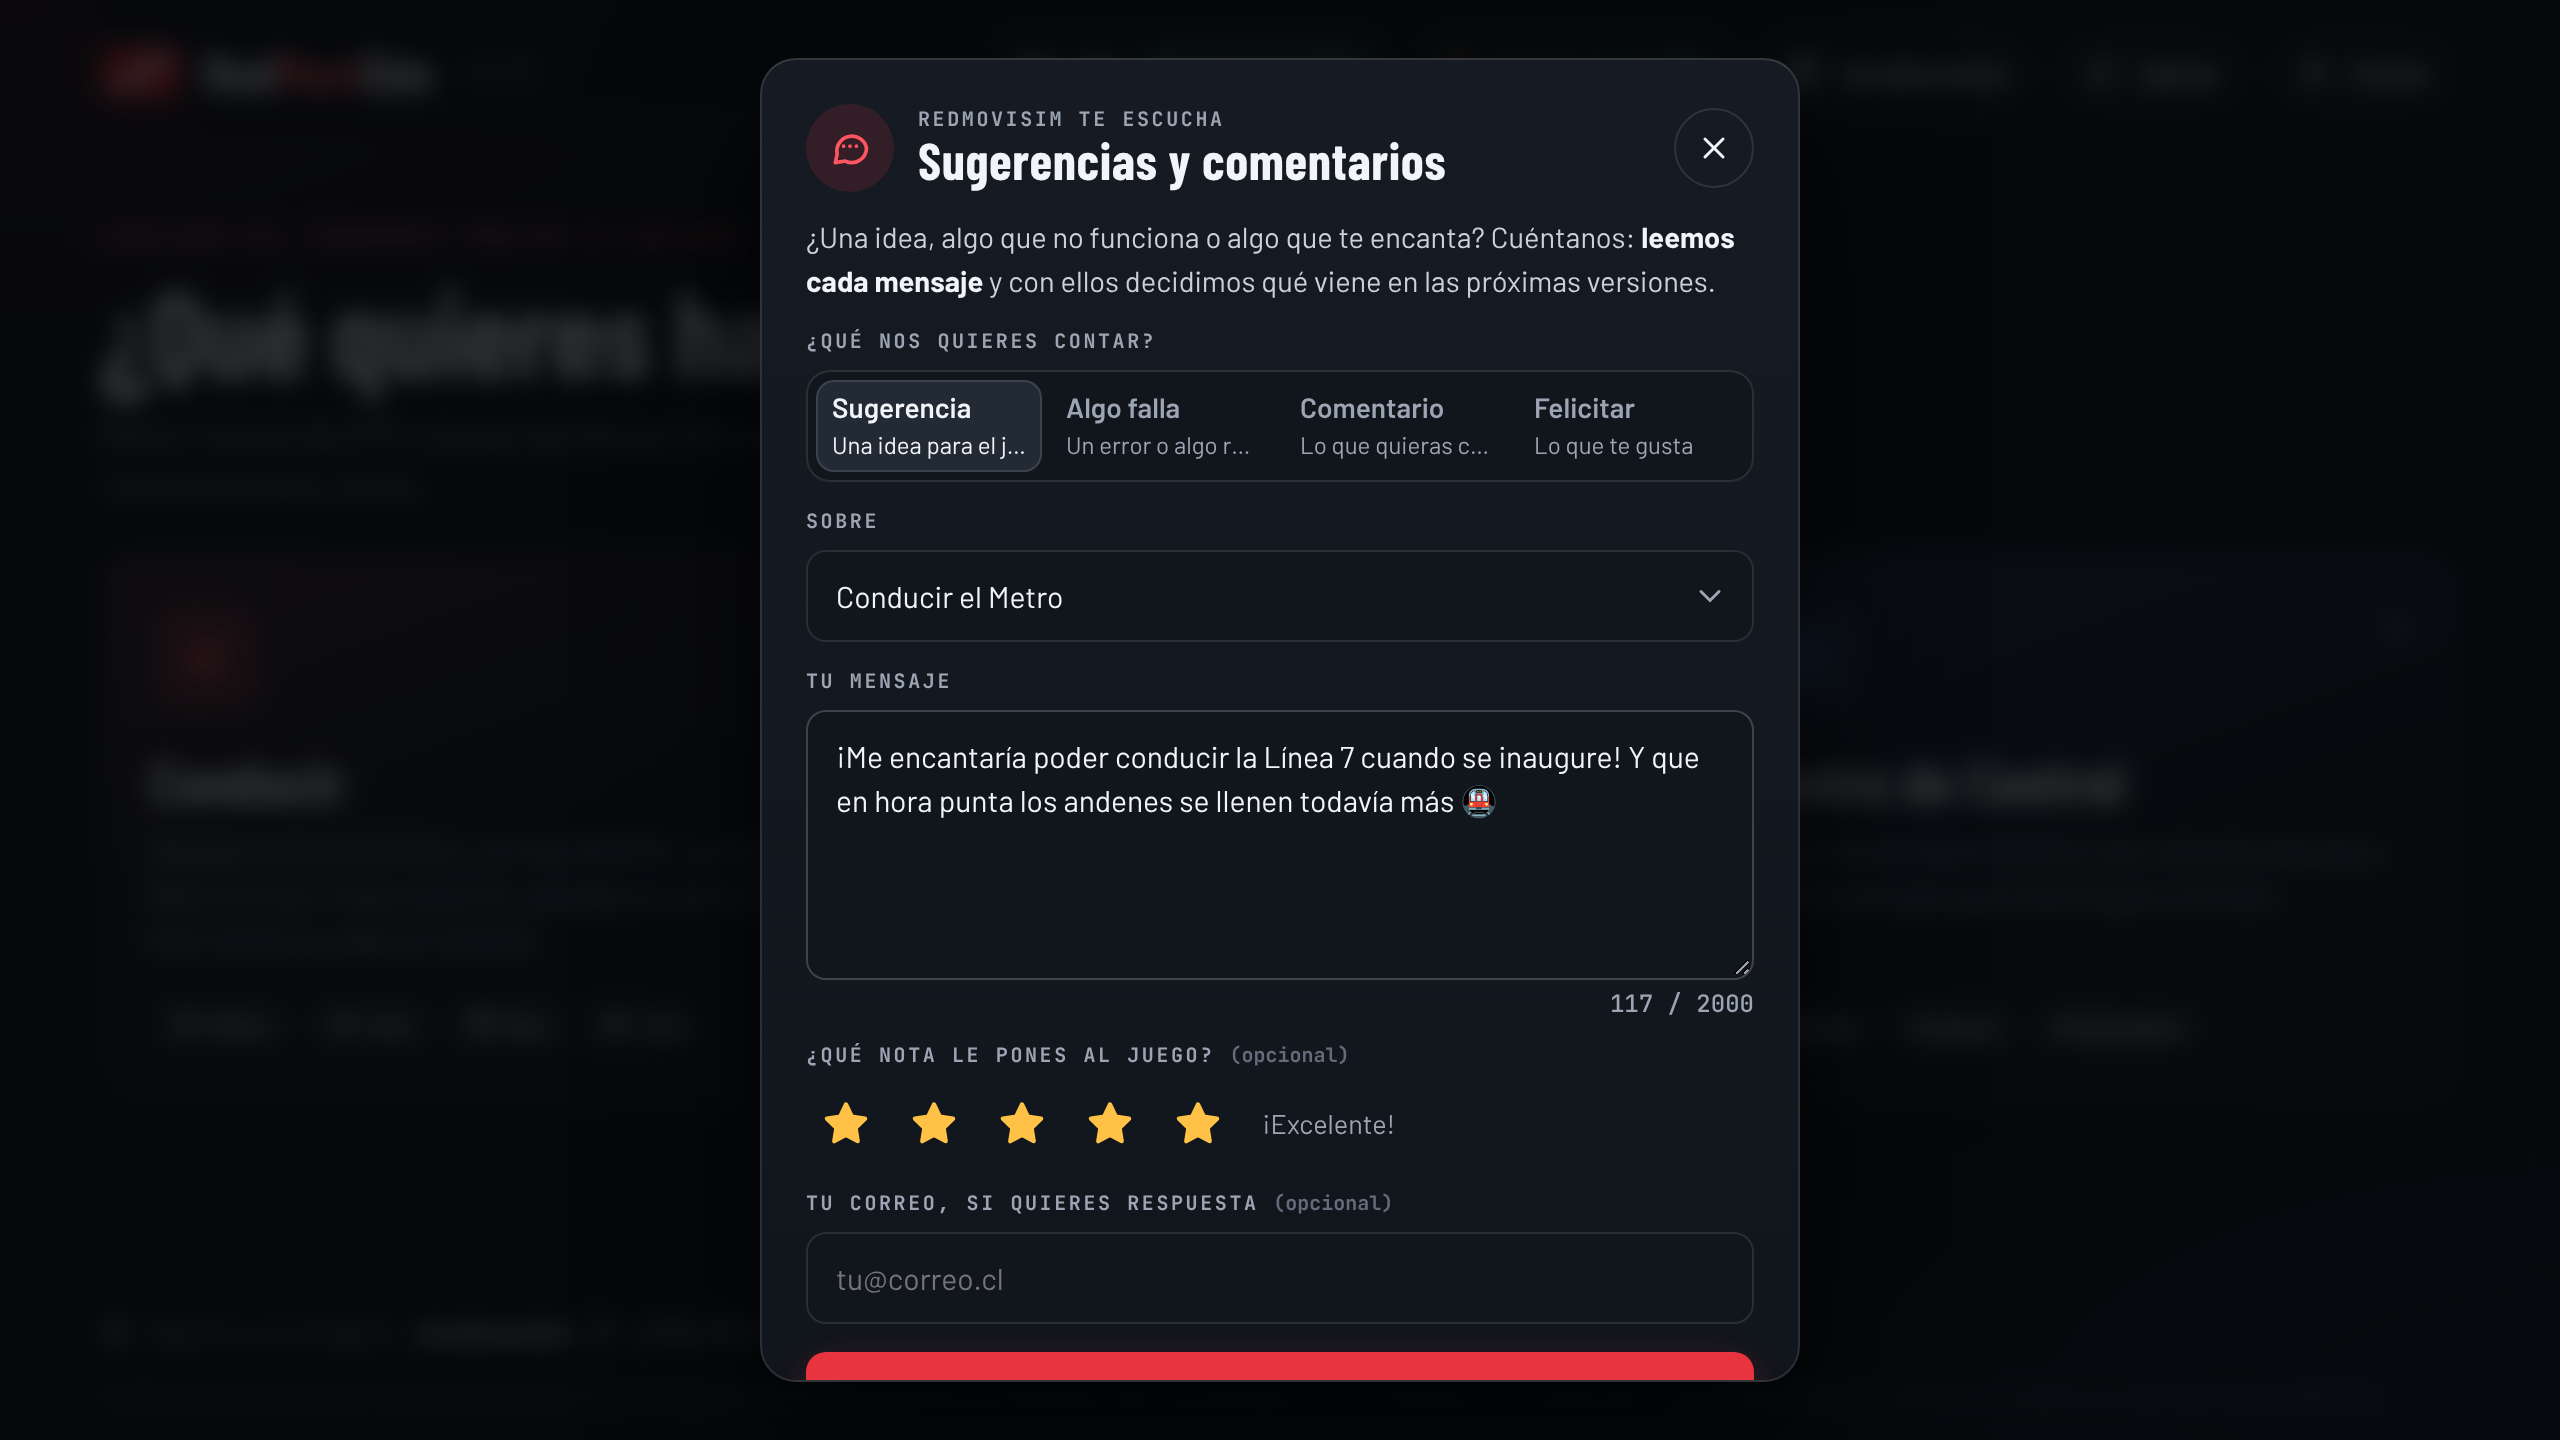 REDMOVISIM TE ESCUCHA
Sugerencias y comentarios
¿Una idea, algo que no funciona o algo que te encanta? Cuéntanos: leemos
cada mensaje y con ellos decidimos qué viene en las próximas versiones.
¿QUÉ NOS QUIERES CONTAR?
Sugerencia
Una idea para el j...
Algo falla
Un error o algo r...
Comentario
Lo que quieras c...
Felicitar
Lo que te gusta
SOBRE
Conducir el Metro
TU MENSAJE
¡Me encantaría poder conducir la Línea 7 cuando se inaugure! Y que
en hora punta los andenes se llenen todavía más 🚇
117 / 2000
¿QUÉ NOTA LE PONES AL JUEGO? (opcional)
¡Excelente!
TU CORREO, SI QUIERES RESPUESTA (opcional)
tu@correo.cl
¿Qué quieres
Conducir